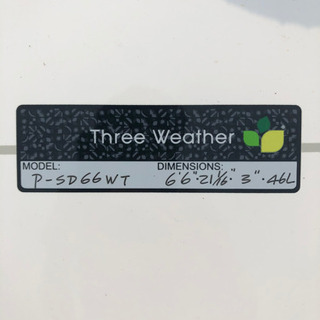 Three Weather
MODEL: DIMENSIONS:
P-SD66WT 6'6"·21 1/16"· 3"·46L